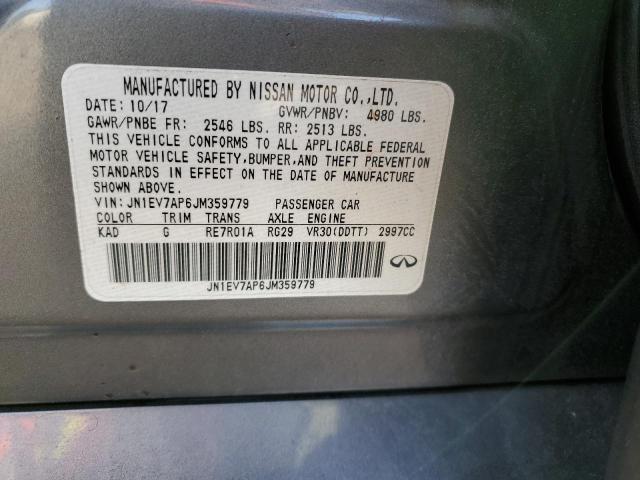 MANUFACTURED BY NISSAN MOTOR CO.,LTD.
DATE: 10/17 GVWR/PNBV: 4980 LBS.
GAWR/PNBE FR: 2546 LBS. RR: 2513 LBS.
THIS VEHICLE CONFORMS TO ALL APPLICABLE FEDERAL
MOTOR VEHICLE SAFETY,BUMPER,AND THEFT PREVENTION
STANDARDS IN EFFECT ON THE DATE OF MANUFACTURE
SHOWN ABOVE.
VIN:JN1EV7AP6JM359779 PASSENGER CAR
COLOR TRIM TRANS AXLE ENGINE
KAD G RE7R01A RG29 VR30(DDTT) 2997CC
JN1EV7AP6JM359779